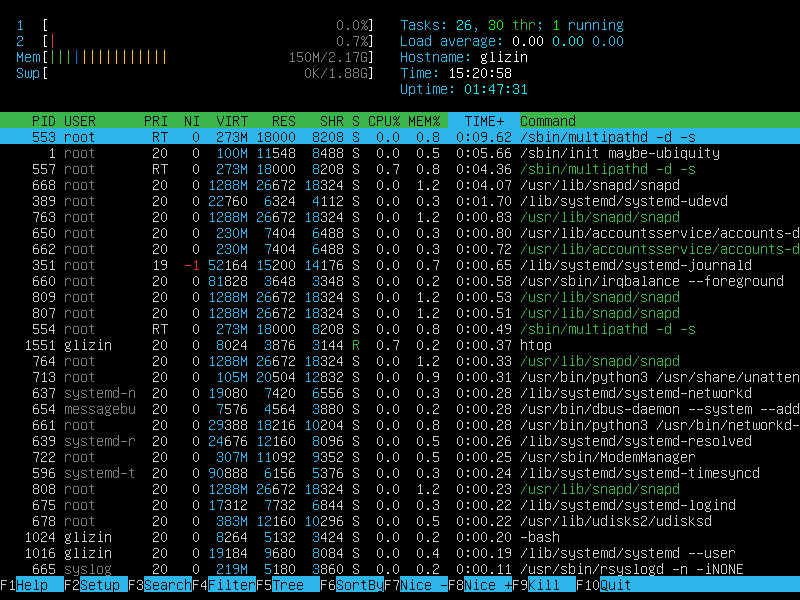 1 [ 0.0%] Tasks: 26, 30 thr; 1 running
2 [| 0.7%] Load average: 0.00 0.00 0.00
Mem[||||||||||||||| 150M/2.17G] Hostname: glizin
Swp[ 0K/1.88G] Time: 15:20:58
Uptime: 01:47:31
PID USER PRI NI VIRT RES SHR S CPU% MEM% TIME+ Command
553 root RT 0 273M 18000 8208 S 0.0 0.8 0:09.62 /sbin/multipathd -d -s
1 root 20 0 100M 11548 8488 S 0.0 0.5 0:05.66 /sbin/init maybe-ubiquity
557 root RT 0 273M 18000 8208 S 0.7 0.8 0:04.36 /sbin/multipathd -d -s
668 root 20 0 1288M 26672 18324 S 0.0 1.2 0:04.07 /usr/lib/snapd/snapd
389 root 20 0 22760 6324 4112 S 0.0 0.3 0:01.70 /lib/systemd/systemd-udevd
763 root 20 0 1288M 26672 18324 S 0.0 1.2 0:00.83 /usr/lib/snapd/snapd
650 root 20 0 230M 7404 6488 S 0.0 0.3 0:00.80 /usr/lib/accountsservice/accounts-d
662 root 20 0 230M 7404 6488 S 0.0 0.3 0:00.72 /usr/lib/accountsservice/accounts-d
351 root 19 -1 52164 15200 14176 S 0.0 0.7 0:00.65 /lib/systemd/systemd-journald
660 root 20 0 81828 3648 3348 S 0.0 0.2 0:00.58 /usr/sbin/irqbalance --foreground
809 root 20 0 1288M 26672 18324 S 0.0 1.2 0:00.53 /usr/lib/snapd/snapd
807 root 20 0 1288M 26672 18324 S 0.0 1.2 0:00.51 /usr/lib/snapd/snapd
554 root RT 0 273M 18000 8208 S 0.0 0.8 0:00.49 /sbin/multipathd -d -s
1551 glizin 20 0 8024 3876 3144 R 0.7 0.2 0:00.37 htop
764 root 20 0 1288M 26672 18324 S 0.0 1.2 0:00.33 /usr/lib/snapd/snapd
713 root 20 0 105M 20504 12832 S 0.0 0.9 0:00.31 /usr/bin/python3 /usr/share/unatten
637 systemd-n 20 0 19080 7420 6556 S 0.0 0.3 0:00.28 /lib/systemd/systemd-networkd
654 messagebu 20 0 7576 4564 3880 S 0.0 0.2 0:00.28 /usr/bin/dbus-daemon --system --add
661 root 20 0 29388 18216 10204 S 0.0 0.8 0:00.28 /usr/bin/python3 /usr/bin/networkd-
639 systemd-r 20 0 24676 12160 8096 S 0.0 0.5 0:00.26 /lib/systemd/systemd-resolved
722 root 20 0 307M 11092 9352 S 0.0 0.5 0:00.25 /usr/sbin/ModemManager
596 systemd-t 20 0 90888 6156 5376 S 0.0 0.3 0:00.24 /lib/systemd/systemd-timesyncd
808 root 20 0 1288M 26672 18324 S 0.0 1.2 0:00.23 /usr/lib/snapd/snapd
675 root 20 0 17312 7732 6844 S 0.0 0.3 0:00.23 /lib/systemd/systemd-logind
678 root 20 0 383M 12160 10296 S 0.0 0.5 0:00.22 /usr/lib/udisks2/udisksd
1024 glizin 20 0 8264 5132 3424 S 0.0 0.2 0:00.20 -bash
1016 glizin 20 0 19184 9680 8084 S 0.0 0.4 0:00.19 /lib/systemd/systemd --user
665 syslog 20 0 219M 5180 3860 S 0.0 0.2 0:00.11 /usr/sbin/rsyslogd -n -iNONE
F1Help F2Setup F3SearchF4FilterF5Tree F6SortByF7Nice -F8Nice +F9Kill F10Quit